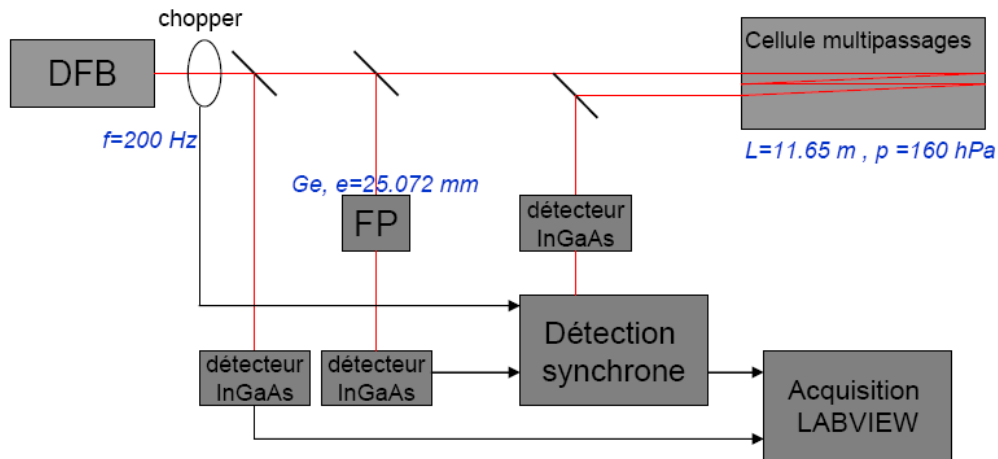 chopper
DFB
Cellule multipassages
f=200 Hz
L=11.65 m , p =160 hPa
Ge, e=25.072 mm
FP
détecteur
InGaAs
Détection
synchrone
détecteur
InGaAs
détecteur
InGaAs
Acquisition
LABVIEW